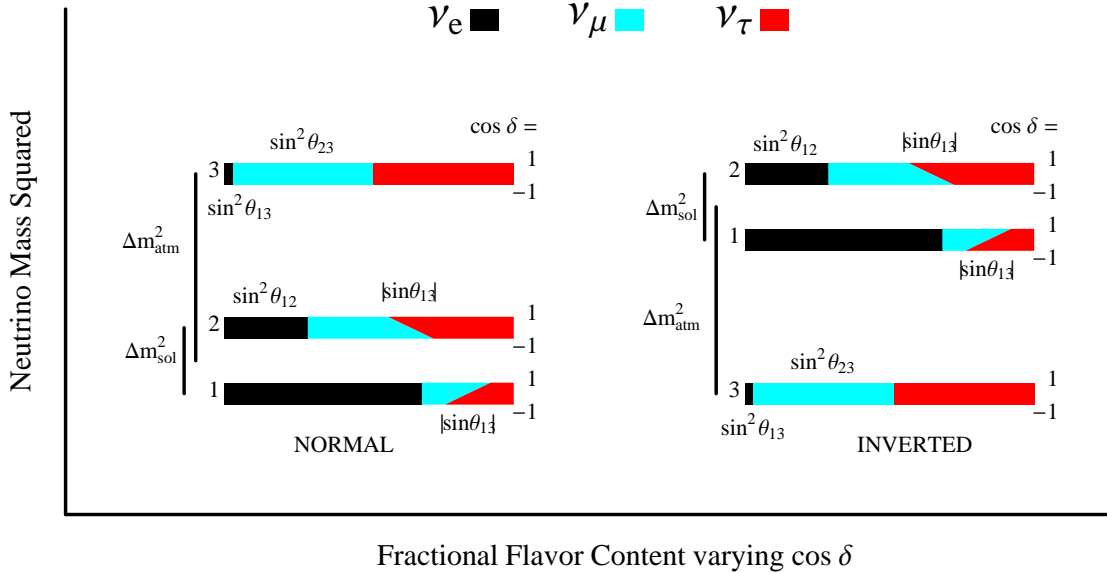 νe νμ ντ
Neutrino Mass Squared
cos δ =
sin²θ23
3
1
−1
sin²θ13
Δm²atm
sin²θ12
|sinθ13|
2
1
−1
Δm²sol
1
1
−1
|sinθ13|
NORMAL
cos δ =
sin²θ12
|sinθ13|
2
1
−1
Δm²sol
1
1
−1
|sinθ13|
Δm²atm
sin²θ23
3
1
−1
sin²θ13
INVERTED
Fractional Flavor Content varying cos δ